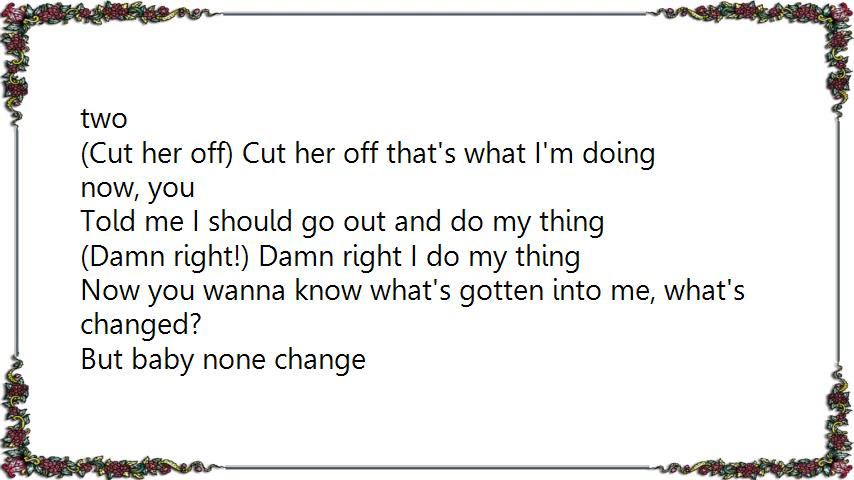 two
(Cut her off) Cut her off that's what I'm doing
now, you
Told me I should go out and do my thing
(Damn right!) Damn right I do my thing
Now you wanna know what's gotten into me, what's
changed?
But baby none change